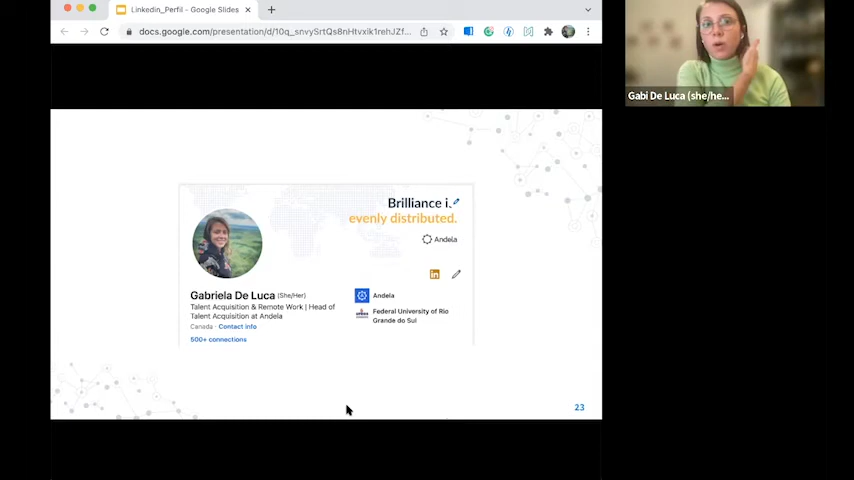 Linkedin_Perfil - Google Slides
docs.google.com/presentation/d/10q_snvySrtQs8nHtvxik1rehJZf...
Gabi De Luca (she/he...
Brilliance i.
evenly distributed.
Andela
Gabriela De Luca (She/Her)
Talent Acquisition & Remote Work | Head of
Talent Acquisition at Andela
Canada · Contact info
500+ connections
Andela
Federal University of Rio
Grande do Sul
23